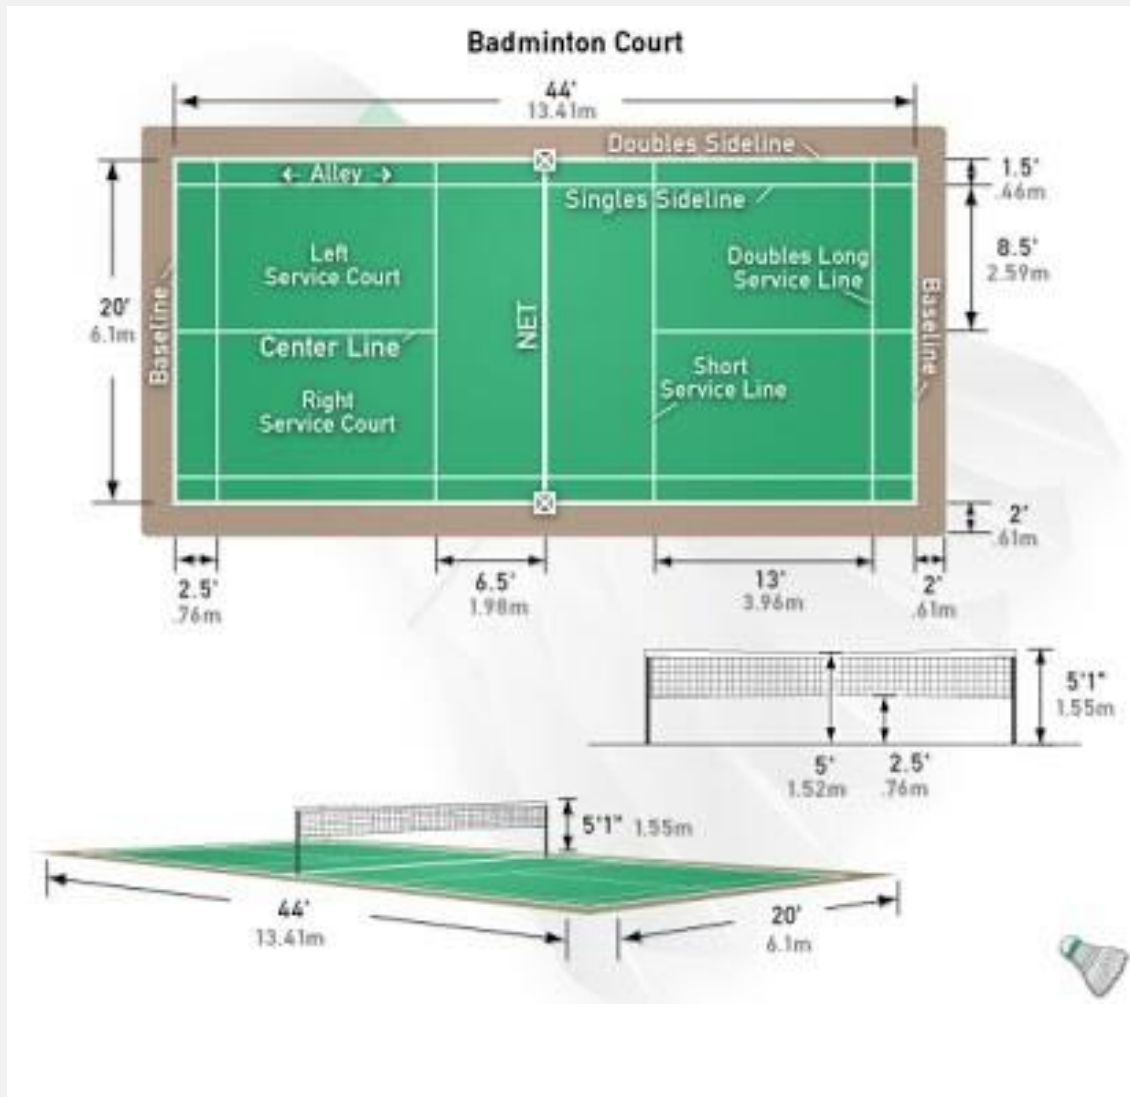 Badminton Court
44'
13.41m
Doubles Sideline
← Alley →
Singles Sideline
1.5'
.46m
Left
Service Court
Doubles Long
Service Line
8.5'
2.59m
20'
6.1m
Baseline
NET
Baseline
Center Line
Short
Service Line
Right
Service Court
2'
.61m
2.5'
.76m
6.5'
1.98m
13'
3.96m
2'
.61m
5'1"
1.55m
5'
1.52m
2.5'
.76m
5'1" 1.55m
44'
13.41m
20'
6.1m